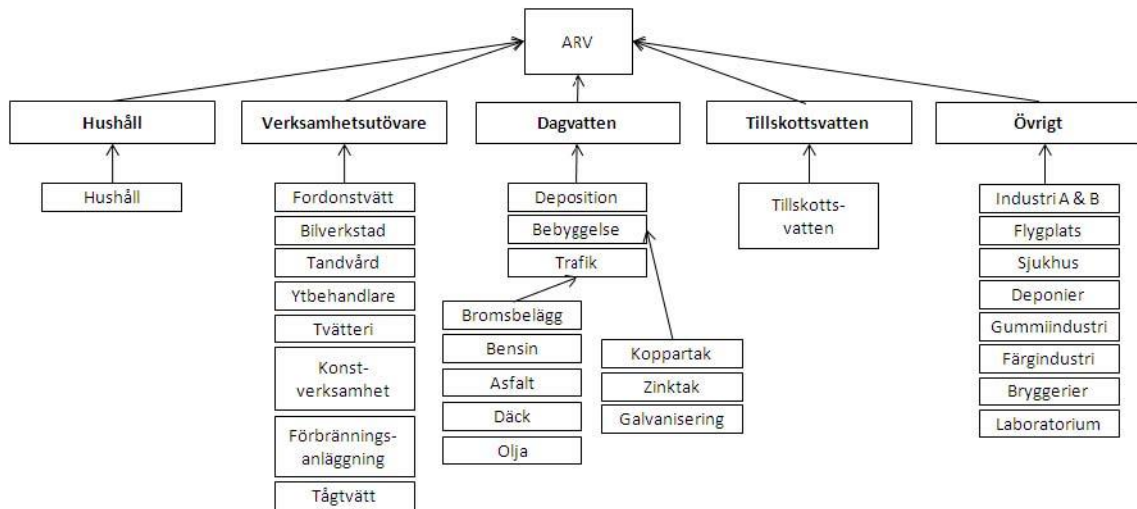 ARV
Hushåll
Verksamhetsutövare
Dagvatten
Tillskottsvatten
Övrigt
Hushåll
Fordonstvätt
Bilverkstad
Tandvård
Ytbehandlare
Tvätteri
Konst-
verksamhet
Förbrännings-
anläggning
Tågtvätt
Deposition
Bebyggelse
Trafik
Bromsbelägg
Bensin
Asfalt
Däck
Olja
Koppartak
Zinktak
Galvanisering
Tillskotts-
vatten
Industri A & B
Flygplats
Sjukhus
Deponier
Gummiindustri
Färgindustri
Bryggerier
Laboratorium